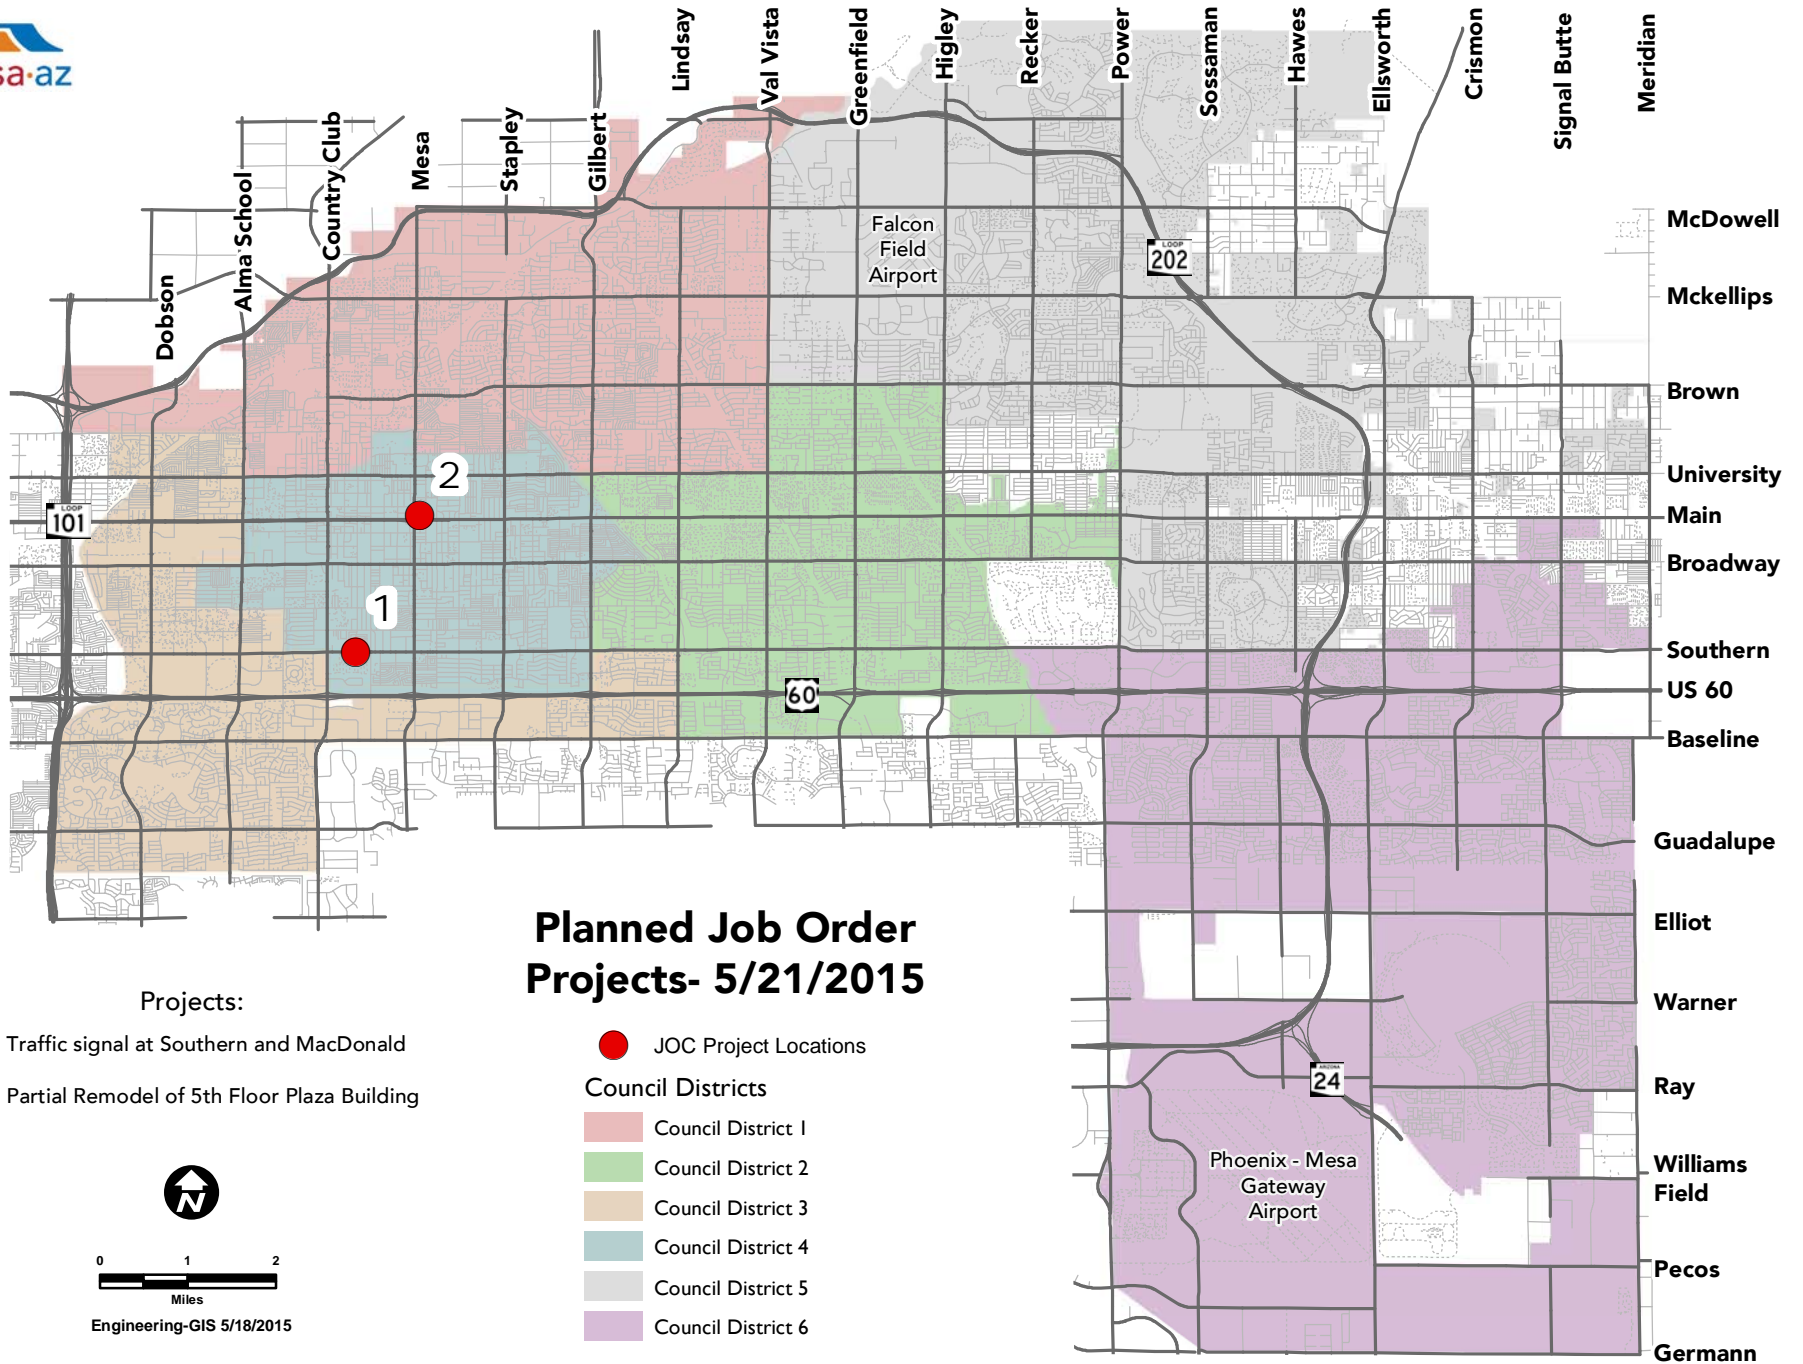 sa·az
Lindsay
Val Vista
Greenfield
Higley
Recker
Power
Sossaman
Hawes
Ellsworth
Crismon
Signal Butte
Meridian
Dobson
Alma School
Country Club
Mesa
Stapley
Gilbert
McDowell
Mckellips
Brown
University
Main
Broadway
Southern
US 60
Baseline
Guadalupe
Elliot
Warner
Ray
Williams
Field
Pecos
Germann
Falcon
Field
Airport
LOOP
202
LOOP
101
60
ARIZONA
24
2
1
Phoenix - Mesa
Gateway
Airport
Planned Job Order
Projects- 5/21/2015
Projects:
Traffic signal at Southern and MacDonald
Partial Remodel of 5th Floor Plaza Building
N
0 1 2
Miles
Engineering-GIS 5/18/2015
JOC Project Locations
Council Districts
Council District 1
Council District 2
Council District 3
Council District 4
Council District 5
Council District 6